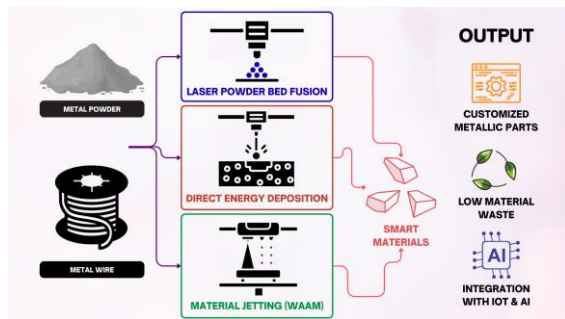 METAL POWDER
METAL WIRE
LASER POWDER BED FUSION
DIRECT ENERGY DEPOSITION
MATERIAL JETTING (WAAM)
SMART
MATERIALS
OUTPUT
CUSTOMIZED
METALLIC PARTS
LOW MATERIAL
WASTE
AI
INTEGRATION
WITH IOT & AI